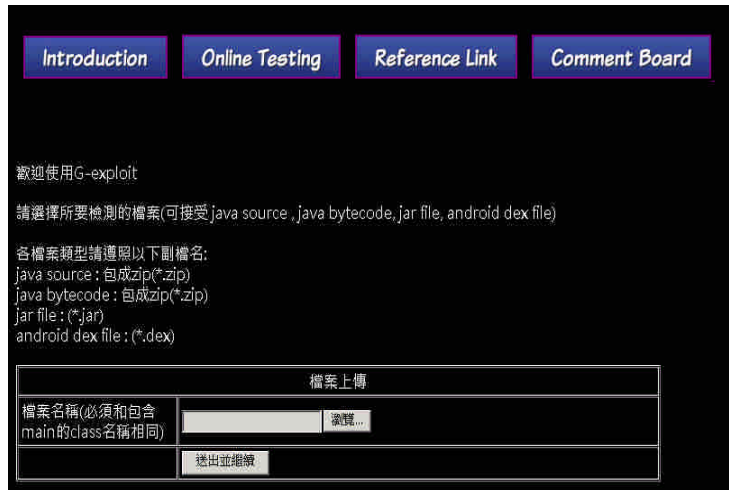 Introduction
Online Testing
Reference Link
Comment Board
歡迎使用G-exploit
請選擇所要檢測的檔案(可接受java source , java bytecode, jar file, android dex file)
各檔案類型請遵照以下副檔名:
java source : 包成zip(*.zip)
java bytecode : 包成zip(*.zip)
jar file : (*.jar)
android dex file : (*.dex)
檔案上傳
檔案名稱(必須和包含
main的class名稱相同)
瀏覽...
送出並繼續